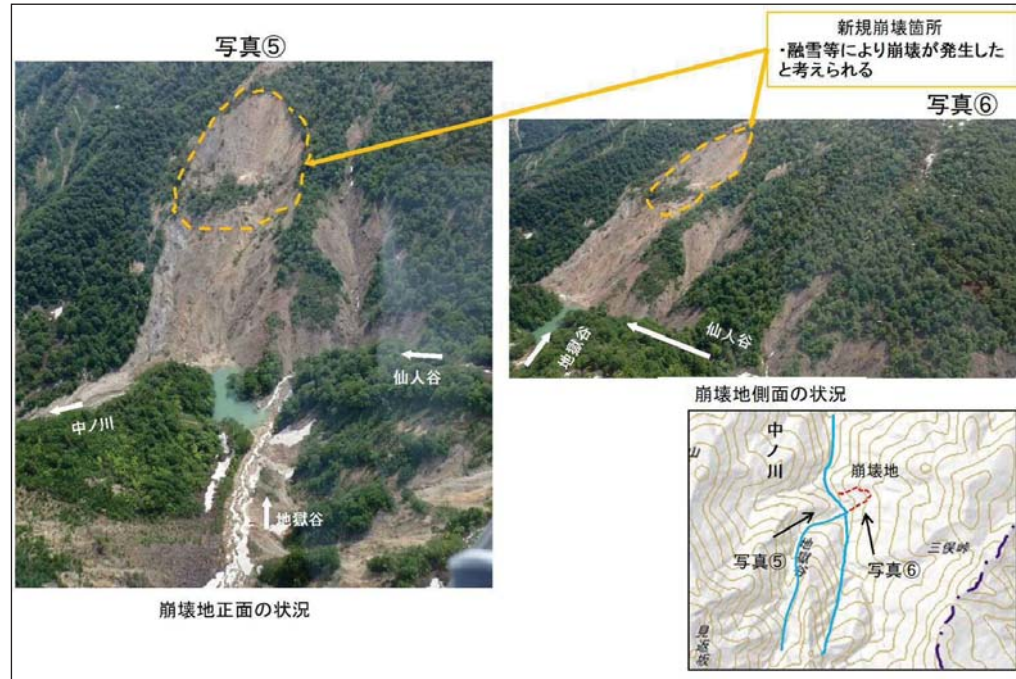 写真⑤
新規崩壊箇所
・融雪等により崩壊が発生した
と考えられる
写真⑥
中ノ川
仙人谷
地獄谷
崩壊地正面の状況
地獄谷
仙人谷
崩壊地側面の状況
中ノ川
山
崩壊地
写真⑤
地獄谷
写真⑥
三俣峠